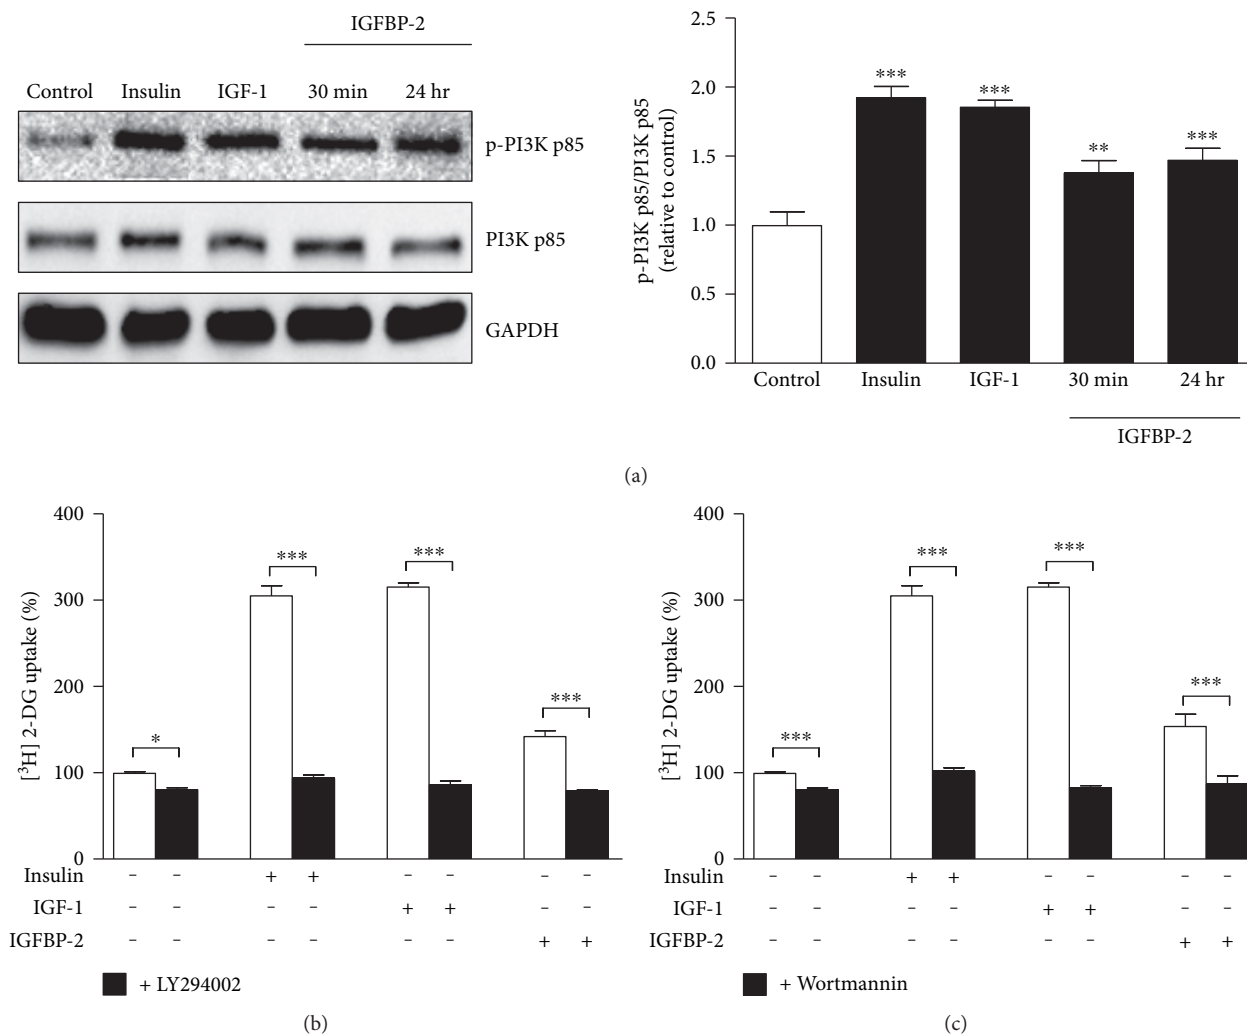 IGFBP-2
Control Insulin IGF-1 30 min 24 hr
p-PI3K p85
PI3K p85
GAPDH
p-PI3K p85/PI3K p85
(relative to control)
2.5
2.0
1.5
1.0
0.5
0.0
*** *** ** ***
Control Insulin IGF-1 30 min 24 hr
IGFBP-2
(a)
[³H] 2-DG uptake (%)
400
300
200
100
0
* *** *** ***
Insulin – – + + – – – –
IGF-1 – – – – + + – –
IGFBP-2 – – – – – – + +
+ LY294002
(b)
[³H] 2-DG uptake (%)
400
300
200
100
0
*** *** *** ***
Insulin – – + + – – – –
IGF-1 – – – – + + – –
IGFBP-2 – – – – – – + +
+ Wortmannin
(c)